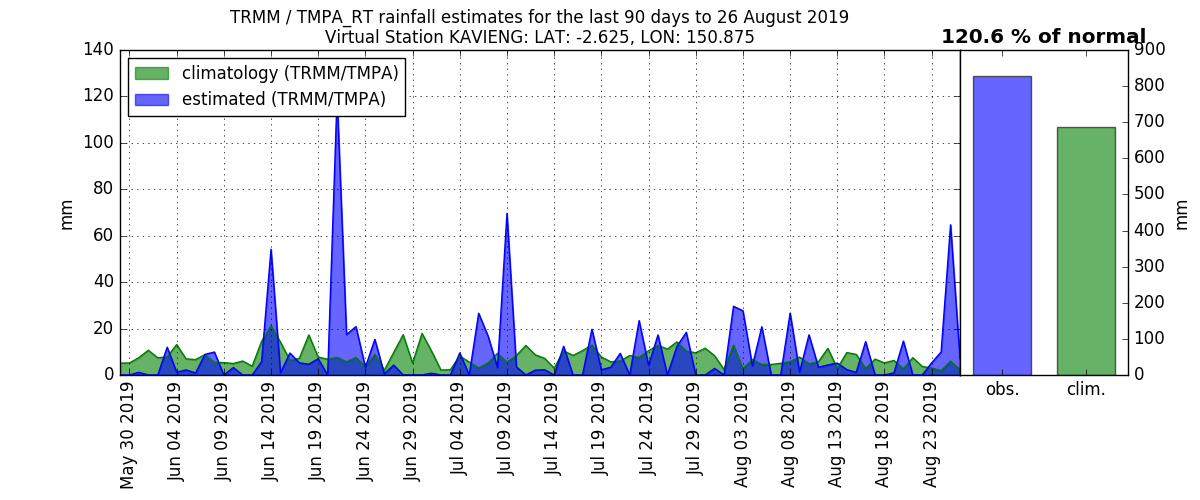 TRMM / TMPA_RT rainfall estimates for the last 90 days to 26 August 2019
Virtual Station KAVIENG: LAT: -2.625, LON: 150.875
120.6 % of normal
climatology (TRMM/TMPA)
estimated (TRMM/TMPA)
mm
140
120
100
80
60
40
20
0
May 30 2019
Jun 04 2019
Jun 09 2019
Jun 14 2019
Jun 19 2019
Jun 24 2019
Jun 29 2019
Jul 04 2019
Jul 09 2019
Jul 14 2019
Jul 19 2019
Jul 24 2019
Jul 29 2019
Aug 03 2019
Aug 08 2019
Aug 13 2019
Aug 18 2019
Aug 23 2019
obs.
clim.
900
800
700
600
500
400
300
200
100
0
mm